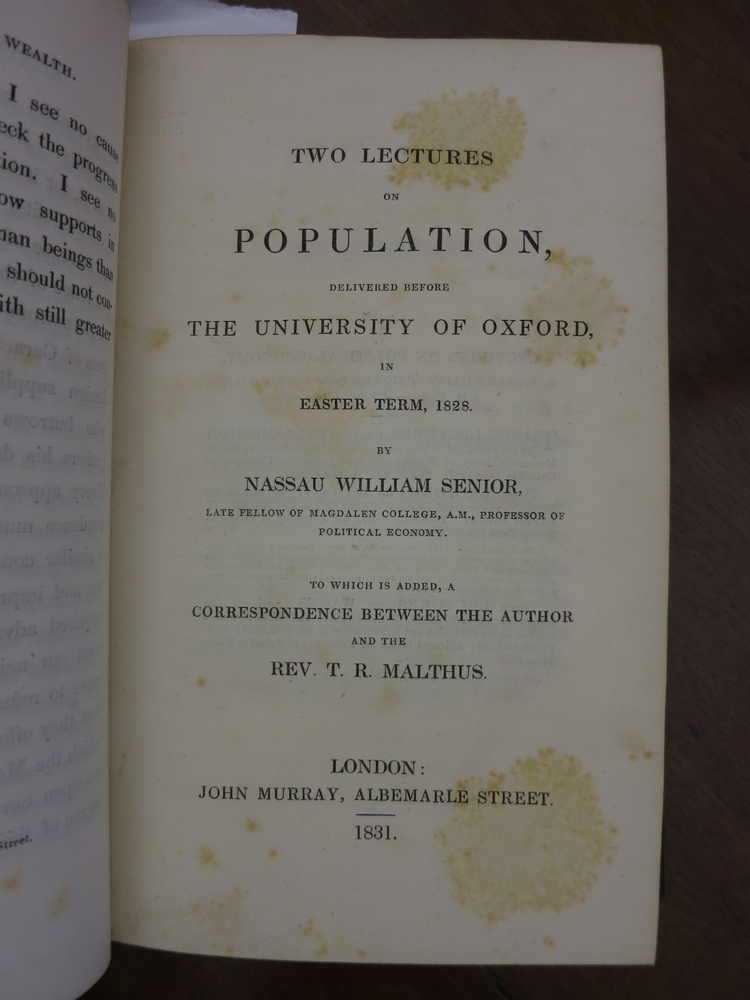 WEALTH.
I see no cause
eck the progress
ion. I see no
ow supports in
man beings than
should not con-
ith still greater
Street.
TWO LECTURES
ON
POPULATION,
DELIVERED BEFORE
THE UNIVERSITY OF OXFORD,
IN
EASTER TERM, 1828.
BY
NASSAU WILLIAM SENIOR,
LATE FELLOW OF MAGDALEN COLLEGE, A.M., PROFESSOR OF
POLITICAL ECONOMY.
TO WHICH IS ADDED, A
CORRESPONDENCE BETWEEN THE AUTHOR
AND THE
REV. T. R. MALTHUS.
LONDON:
JOHN MURRAY, ALBEMARLE STREET.
1831.